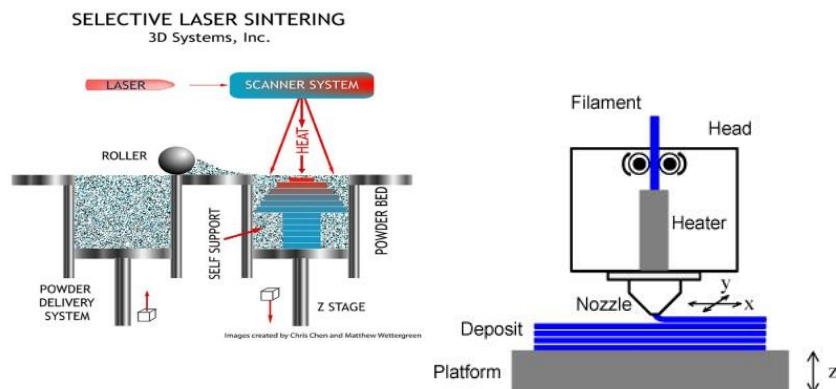 SELECTIVE LASER SINTERING
3D Systems, Inc.
LASER
SCANNER SYSTEM
HEAT
ROLLER
SELF SUPPORT
POWDER BED
POWDER
DELIVERY
SYSTEM
Z STAGE
Images created by Chris Chen and Matthew Wettergreen
Filament
Head
Heater
Nozzle
y
x
Deposit
Platform
z